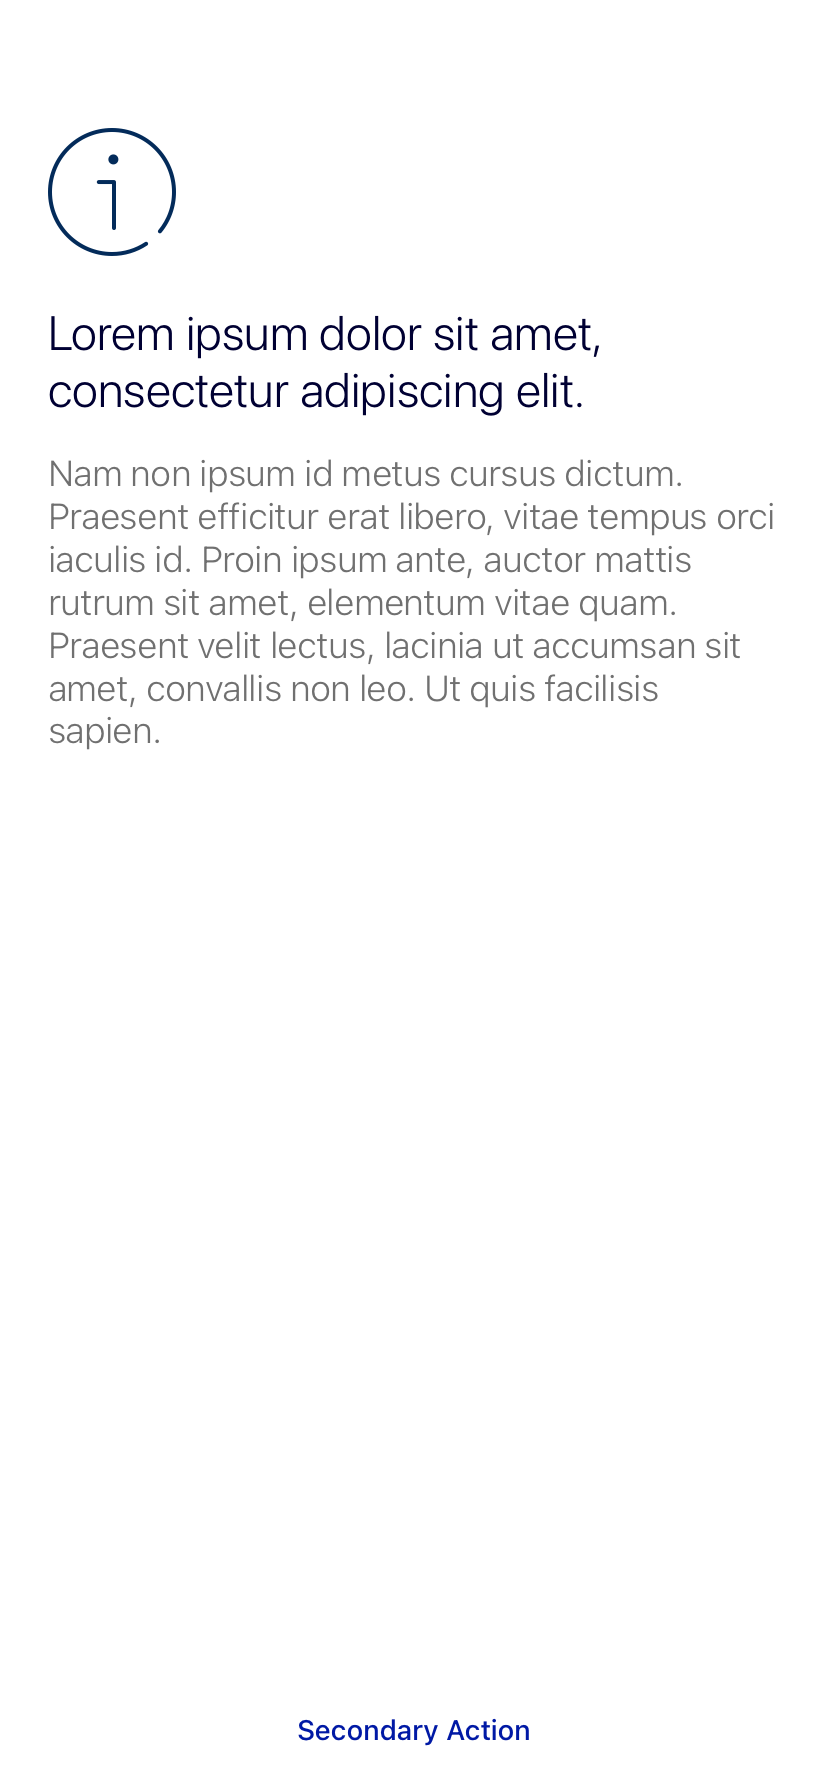 Lorem ipsum dolor sit amet,
consectetur adipiscing elit.
Nam non ipsum id metus cursus dictum.
Praesent efficitur erat libero, vitae tempus orci
iaculis id. Proin ipsum ante, auctor mattis
rutrum sit amet, elementum vitae quam.
Praesent velit lectus, lacinia ut accumsan sit
amet, convallis non leo. Ut quis facilisis
sapien.
Secondary Action